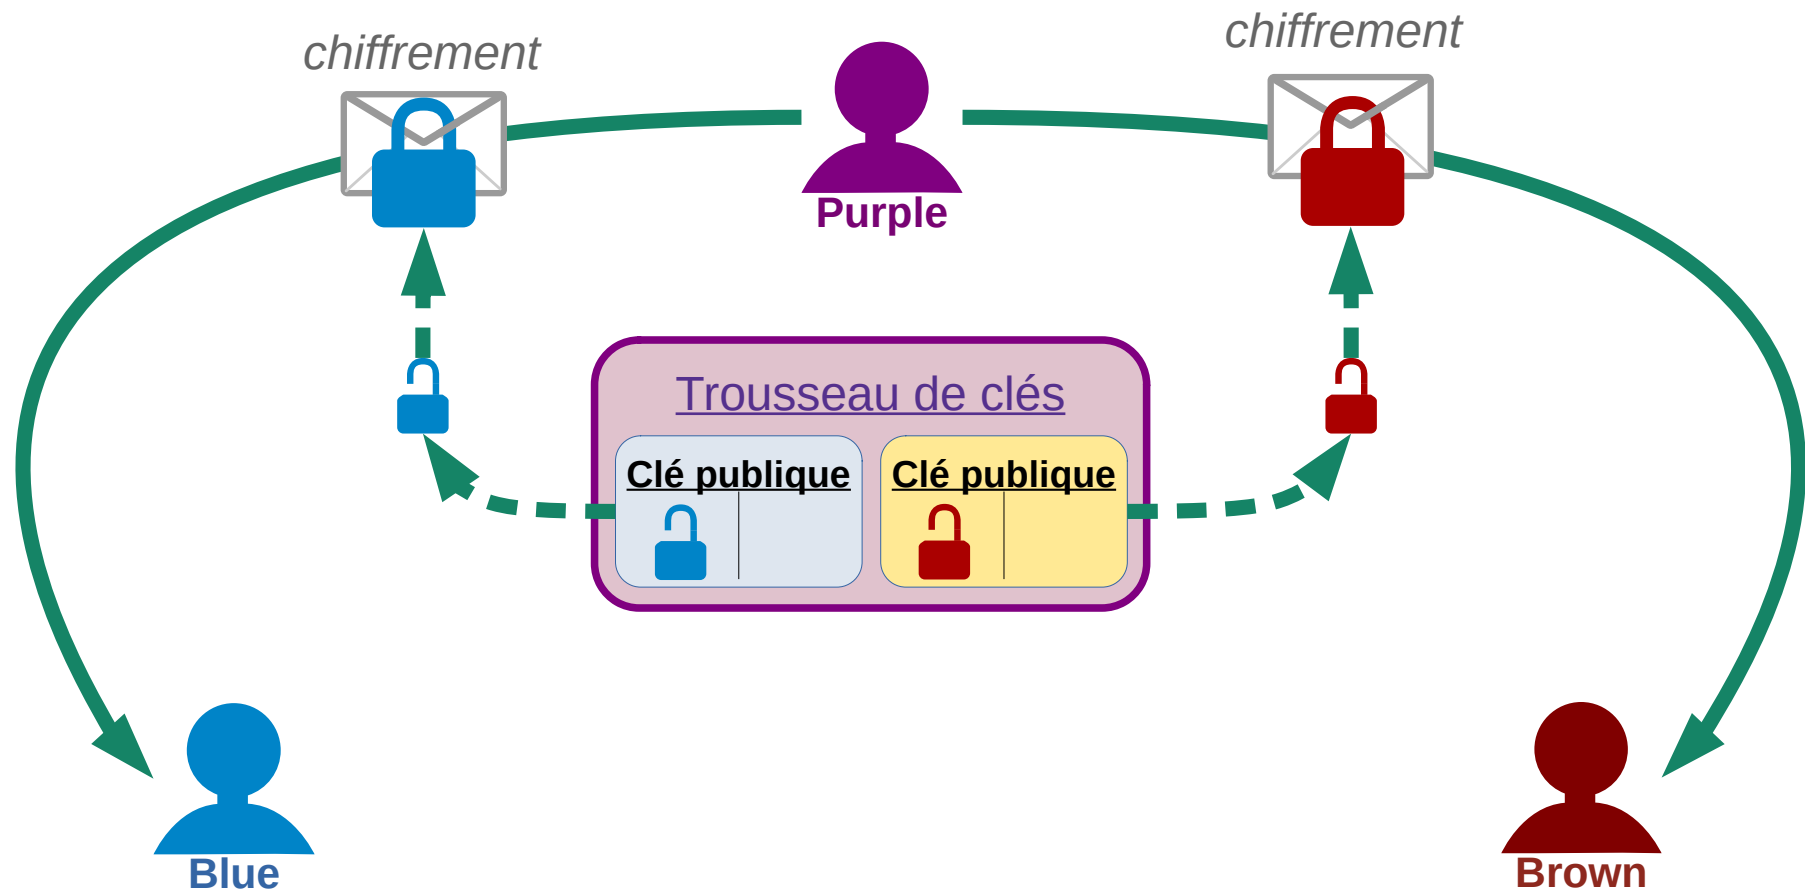 chiffrement
chiffrement
Purple
Trousseau de clés
Clé publique
Clé publique
Blue
Brown